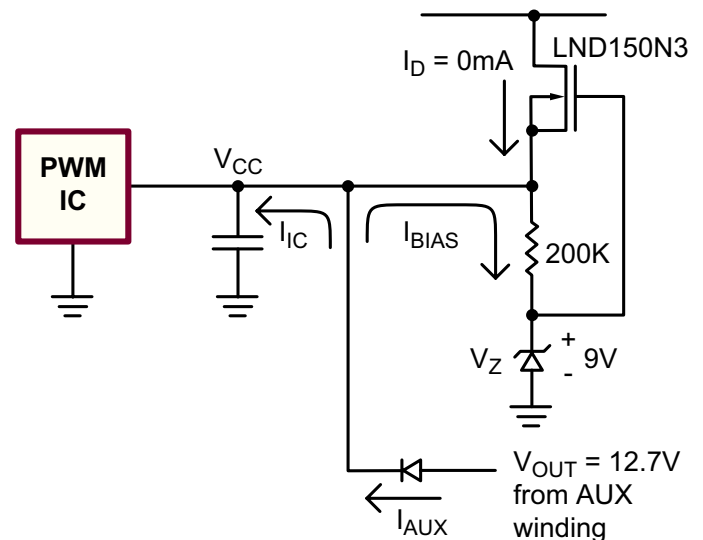 LND150N3
I_D = 0mA
PWM
IC
V_CC
I_IC
I_BIAS
200K
V_Z
+
-
9V
V_OUT = 12.7V
from AUX
winding
I_AUX